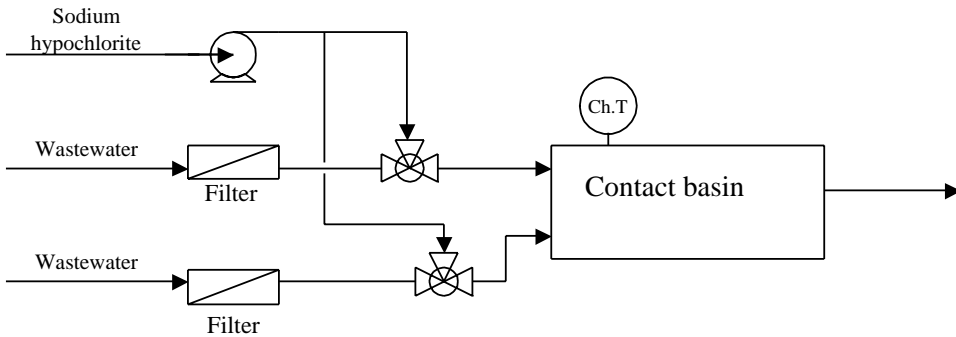 Sodium
hypochlorite
Ch.T
Wastewater
Filter
Contact basin
Wastewater
Filter